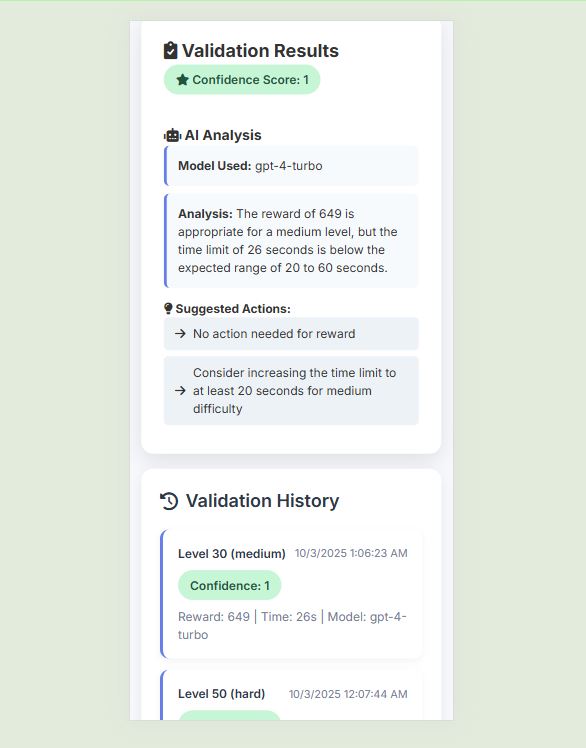 Validation Results
Confidence Score: 1
AI Analysis
Model Used: gpt-4-turbo
Analysis: The reward of 649 is
appropriate for a medium level, but the
time limit of 26 seconds is below the
expected range of 20 to 60 seconds.
Suggested Actions:
→ No action needed for reward
→ Consider increasing the time limit to
at least 20 seconds for medium
difficulty
Validation History
Level 30 (medium) 10/3/2025 1:06:23 AM
Confidence: 1
Reward: 649 | Time: 26s | Model: gpt-4-
turbo
Level 50 (hard) 10/3/2025 12:07:44 AM